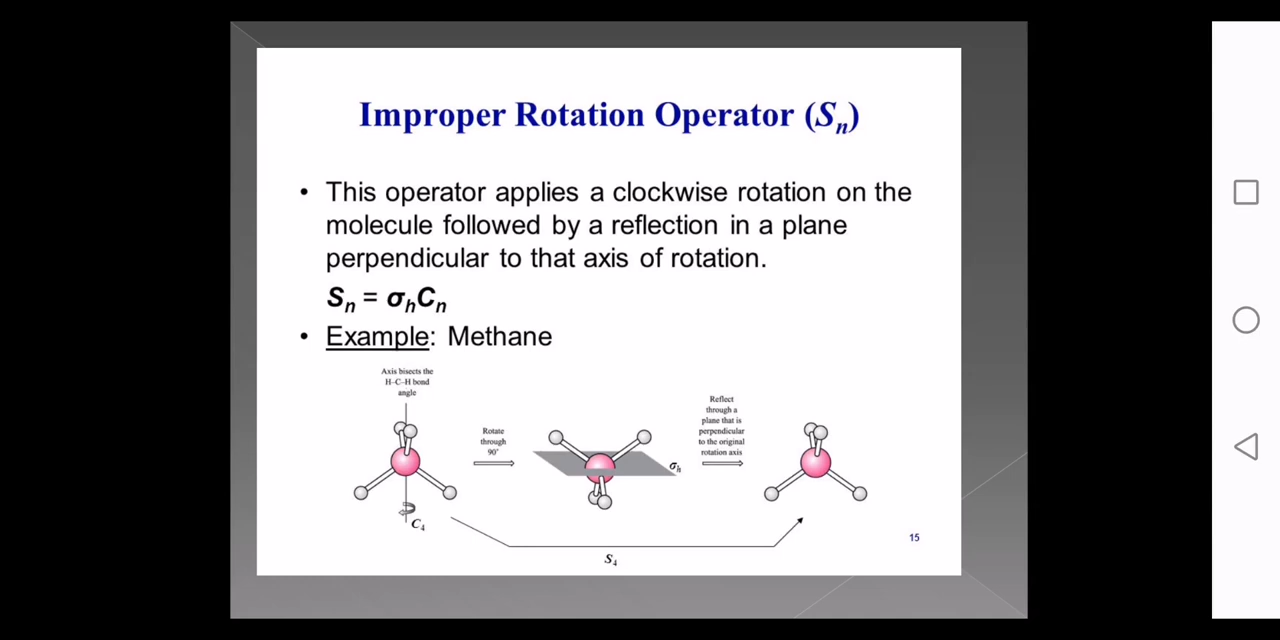 Improper Rotation Operator (Sₙ)
• This operator applies a clockwise rotation on the
molecule followed by a reflection in a plane
perpendicular to that axis of rotation.
Sₙ = σₕCₙ
• Example: Methane
Axis bisects the
H–C–H bond
angle
Rotate
through
90°
Reflect
through a
plane that is
perpendicular
to the original
rotation axis
σₕ
C₄
S₄
15